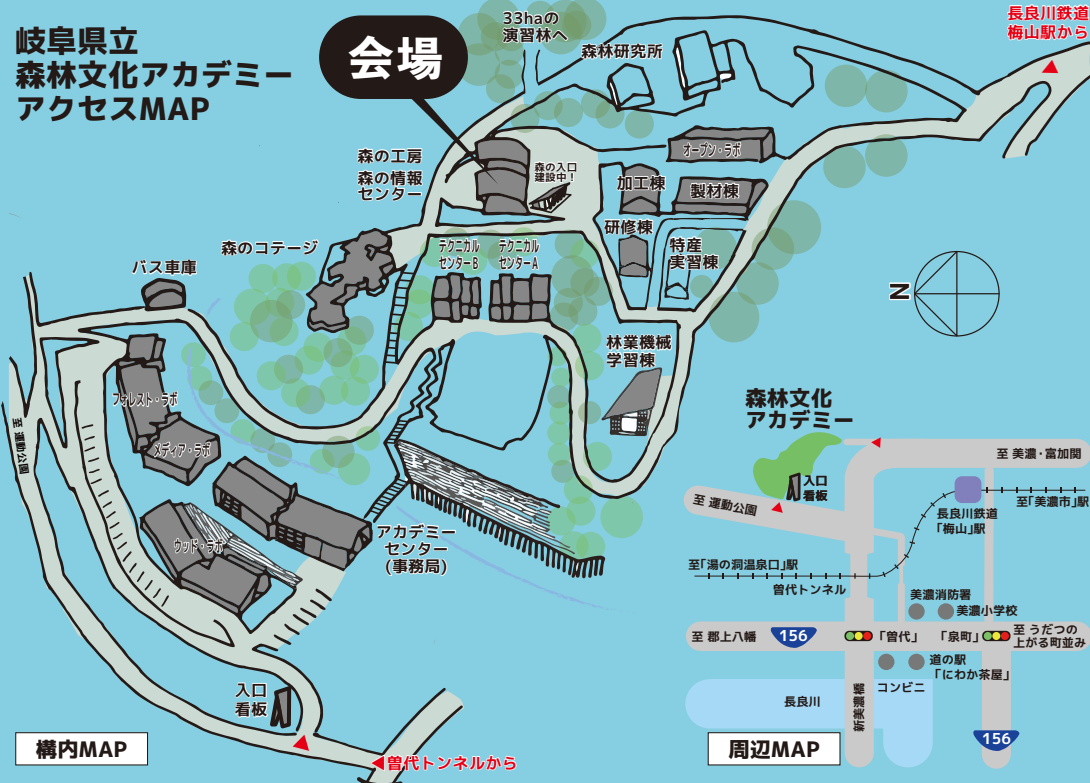 岐阜県立
森林文化アカデミー
アクセスMAP
会場
33haの
演習林へ
森林研究所
長良川鉄道
梅山駅から
森の工房
森の情報
センター
森の入口
建設中!
オープン・ラボ
加工棟
製材棟
研修棟
特産
実習棟
森のコテージ
テクニカル
センターB
テクニカル
センターA
バス車庫
林業機械
学習棟
N
フォレスト・ラボ
メディア・ラボ
至運動公園
ウッド・ラボ
アカデミー
センター
(事務局)
入口
看板
曽代トンネルから
構内MAP
森林文化
アカデミー
至 美濃・富加関
入口
看板
至 運動公園
至「美濃市」駅
長良川鉄道
「梅山」駅
至「湯の洞温泉口」駅
曽代トンネル
美濃消防署
美濃小学校
至 郡上八幡
156
「曽代」
「泉町」
至 うだつの
上がる町並み
道の駅
「にわか茶屋」
コンビニ
長良川
新美濃橋
156
周辺MAP